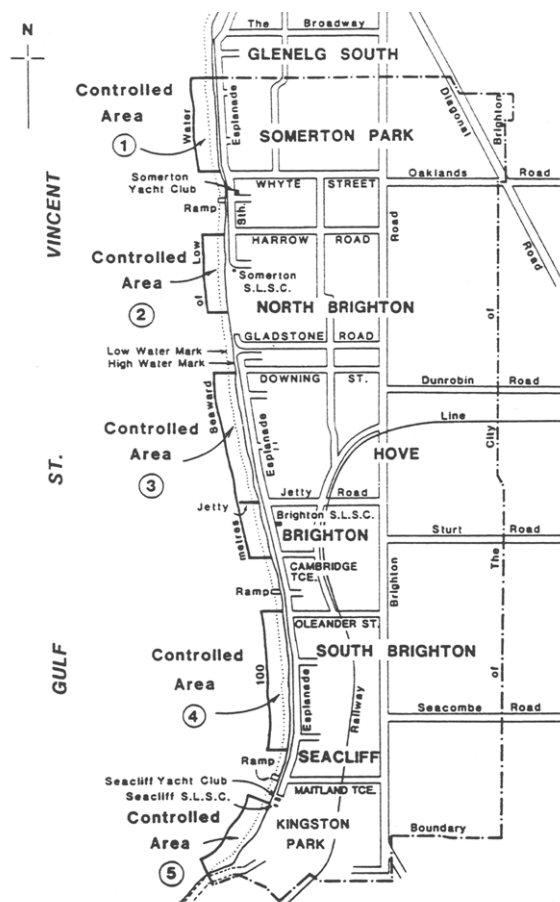 The Broadway
N
GLENELG SOUTH
Controlled
Area
1
Water
Esplanade
Diagonal
Road
Brighton
SOMERTON PARK
Somerton
Yacht Club
WHYTE STREET
Oaklands Road
Ramp
Sth.
VINCENT
HARROW ROAD
Road
Controlled
Area
2
Low
of
Somerton
S.L.S.C.
NORTH BRIGHTON
of
GLADSTONE ROAD
Low Water Mark
High Water Mark
DOWNING ST.
Dunrobin Road
Seaward
Line
City
Controlled
Area
3
Esplanade
HOVE
ST.
Jetty Road
Jetty
Brighton S.L.S.C.
metres
BRIGHTON
Sturt Road
The
CAMBRIDGE
TCE.
Ramp
Brighton
OLEANDER ST.
Controlled
Area
4
100
SOUTH BRIGHTON
of
GULF
Esplanade
Railway
Seacombe Road
Ramp
SEACLIFF
Seacliff Yacht Club
Seacliff S.L.S.C.
MAITLAND TCE.
Controlled
Area
5
KINGSTON
PARK
Boundary